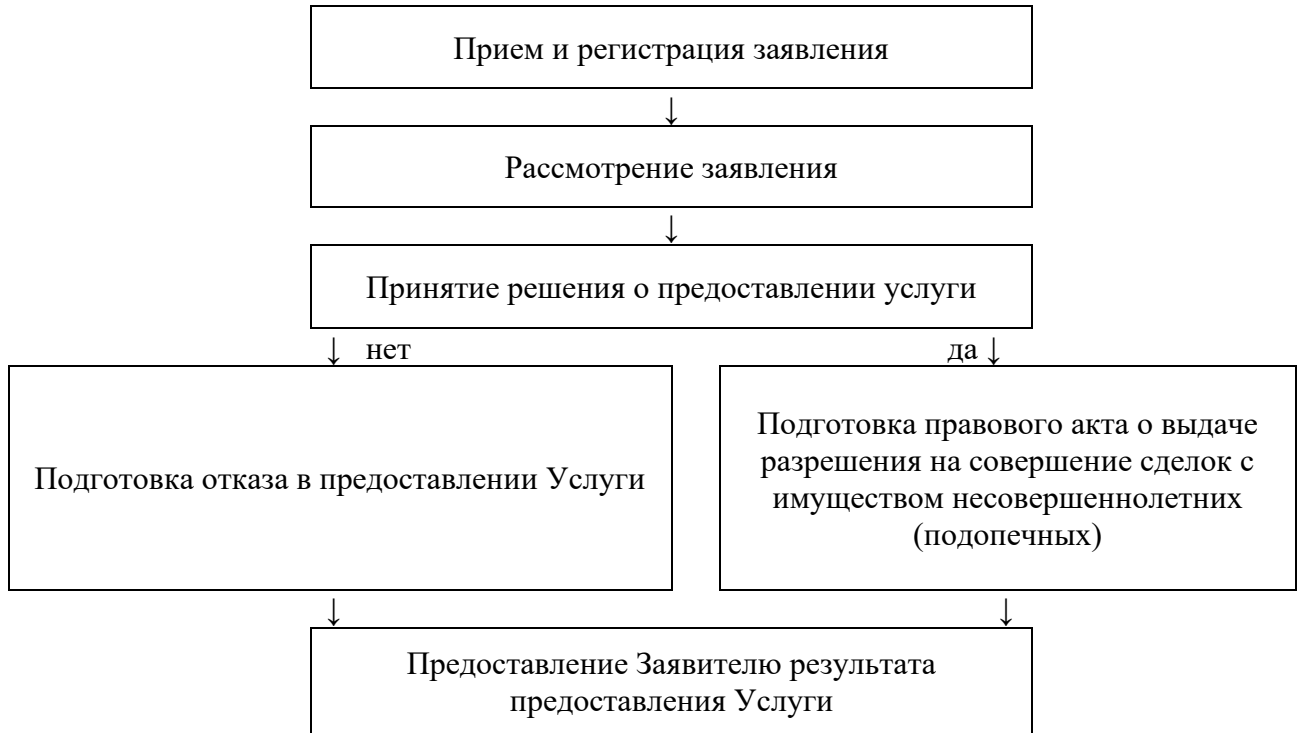 Прием и регистрация заявления
↓
Рассмотрение заявления
↓
Принятие решения о предоставлении услуги
↓ нет
да ↓
Подготовка отказа в предоставлении Услуги
Подготовка правового акта о выдаче
разрешения на совершение сделок с
имуществом несовершеннолетних
(подопечных)
↓
↓
Предоставление Заявителю результата
предоставления Услуги